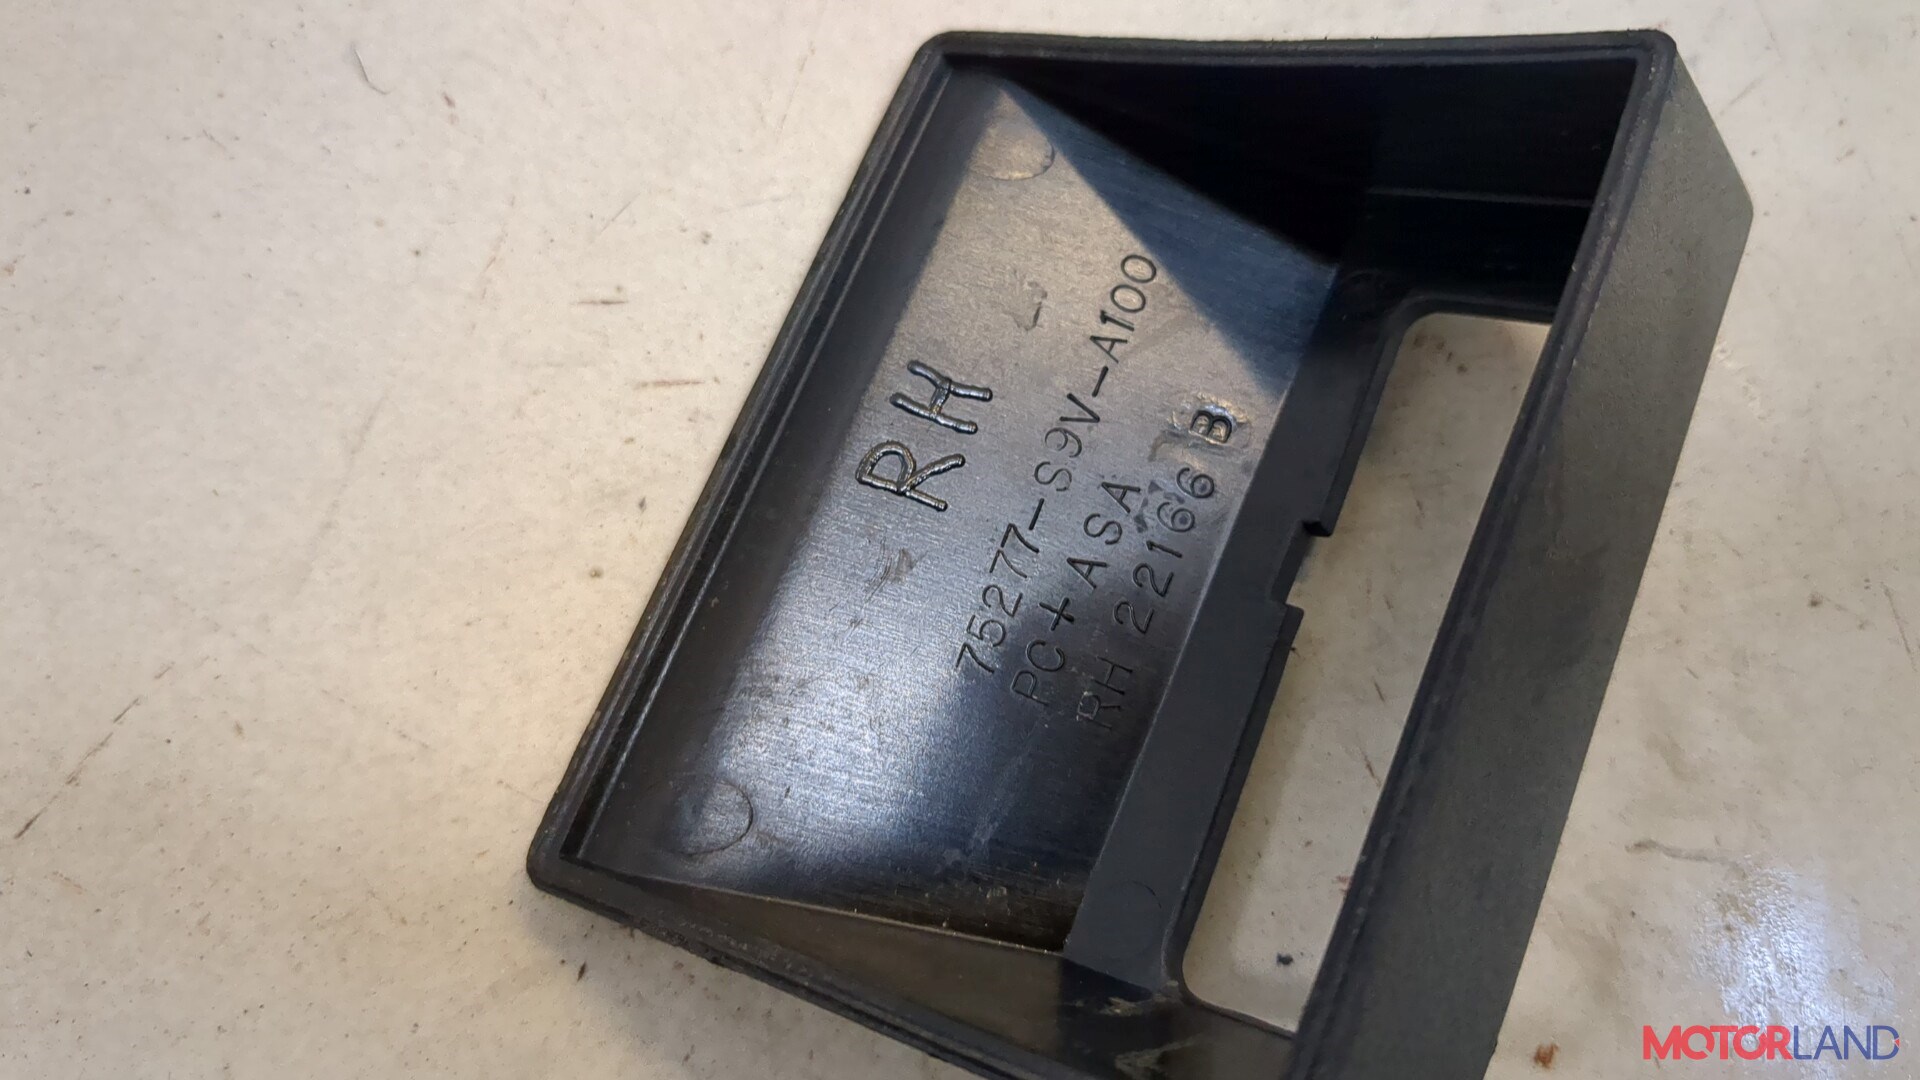 RH
75277-S9V-A100
PC+ASA
RH 22166 B
MOTORLAND